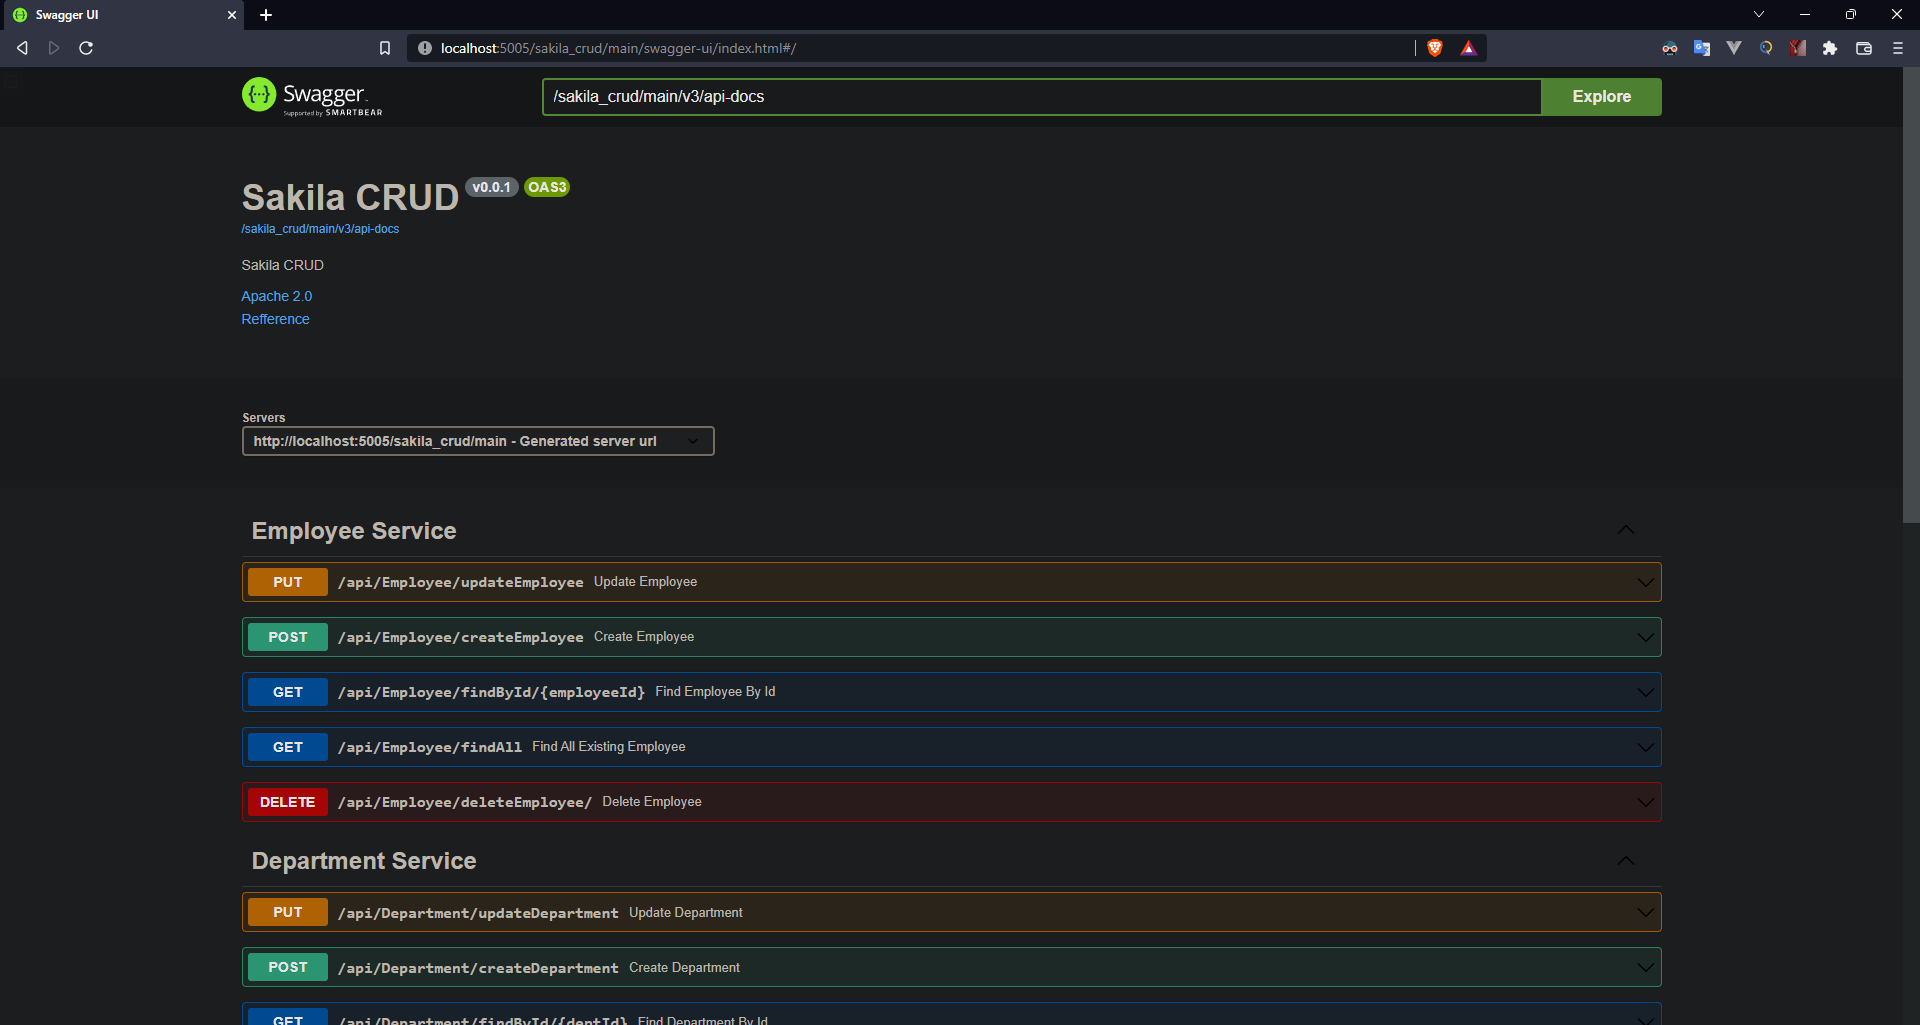 Swagger UI
localhost:5005/sakila_crud/main/swagger-ui/index.html#/
Swagger
Supported by SMARTBEAR
/sakila_crud/main/v3/api-docs
Explore
Sakila CRUD v0.0.1 OAS3
/sakila_crud/main/v3/api-docs
Sakila CRUD
Apache 2.0
Refference
Servers
http://localhost:5005/sakila_crud/main - Generated server url
Employee Service
PUT /api/Employee/updateEmployee Update Employee
POST /api/Employee/createEmployee Create Employee
GET /api/Employee/findById/{employeeId} Find Employee By Id
GET /api/Employee/findAll Find All Existing Employee
DELETE /api/Employee/deleteEmployee/ Delete Employee
Department Service
PUT /api/Department/updateDepartment Update Department
POST /api/Department/createDepartment Create Department
GET /api/Department/findById/{deptId} Find Department By Id